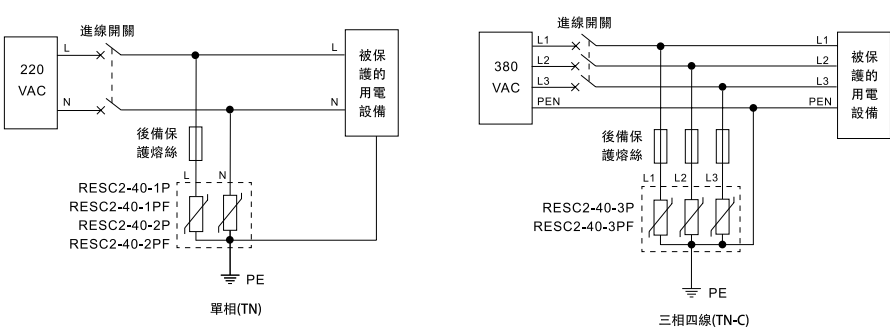 進線開關
220
VAC
L
N
L
N
被保
護的
用電
設備
後備保
護熔絲
L
N
RESC2-40-1P
RESC2-40-1PF
RESC2-40-2P
RESC2-40-2PF
PE
單相(TN)
進線開關
380
VAC
L1
L2
L3
PEN
L1
L2
L3
PEN
被保
護的
用電
設備
後備保
護熔絲
L1
L2
L3
RESC2-40-3P
RESC2-40-3PF
PE
三相四線(TN-C)